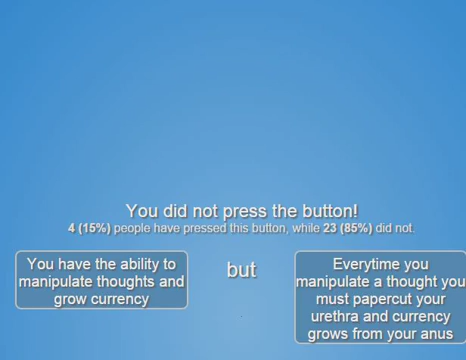 You did not press the button!
4 (15%) people have pressed this button, while 23 (85%) did not.
You have the ability to
manipulate thoughts and
grow currency
but
Everytime you
manipulate a thought you
must papercut your
urethra and currency
grows from your anus